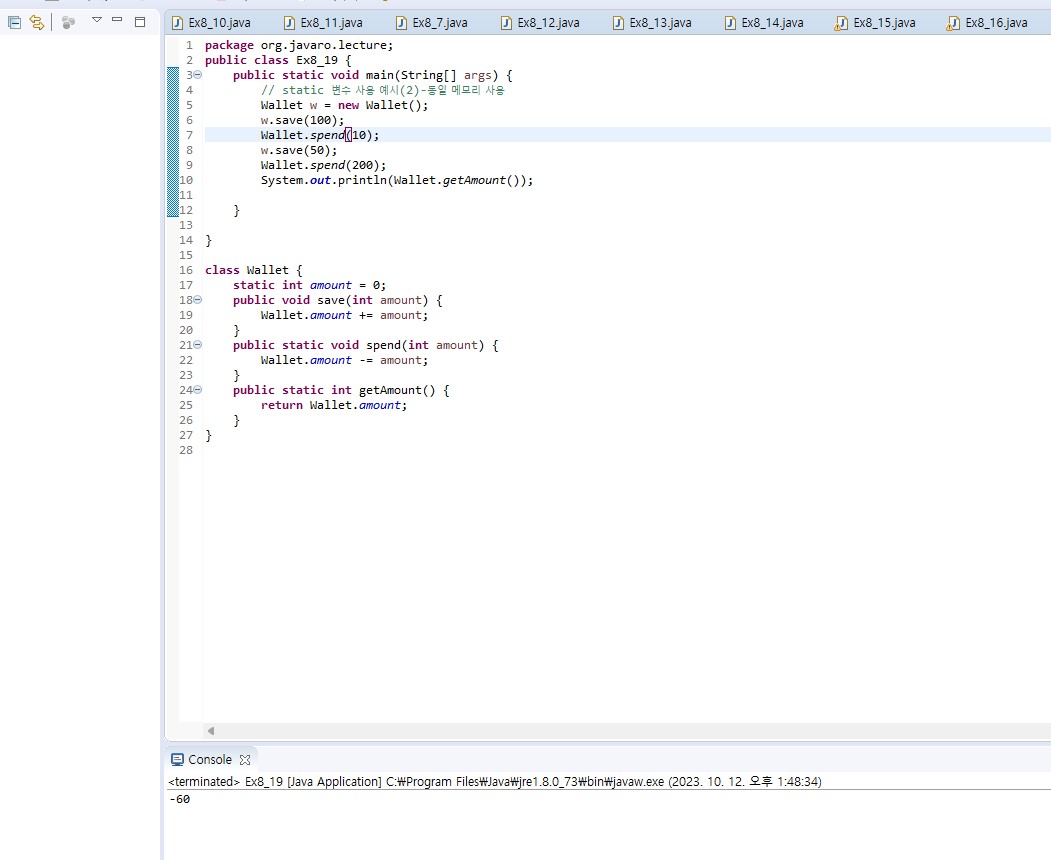 Ex8_10.java Ex8_11.java Ex8_7.java Ex8_12.java Ex8_13.java Ex8_14.java Ex8_15.java Ex8_16.java
1 package org.javaro.lecture;
2 public class Ex8_19 {
3 public static void main(String[] args) {
4 // static 변수 사용 예시(2)-동일 메모리 사용
5 Wallet w = new Wallet();
6 w.save(100);
7 Wallet.spend(10);
8 w.save(50);
9 Wallet.spend(200);
10 System.out.println(Wallet.getAmount());
11
12 }
13
14 }
15
16 class Wallet {
17 static int amount = 0;
18 public void save(int amount) {
19 Wallet.amount += amount;
20 }
21 public static void spend(int amount) {
22 Wallet.amount -= amount;
23 }
24 public static int getAmount() {
25 return Wallet.amount;
26 }
27 }
28
Console
<terminated> Ex8_19 [Java Application] C:₩Program Files₩Java₩jre1.8.0_73₩bin₩javaw.exe (2023. 10. 12. 오후 1:48:34)
-60